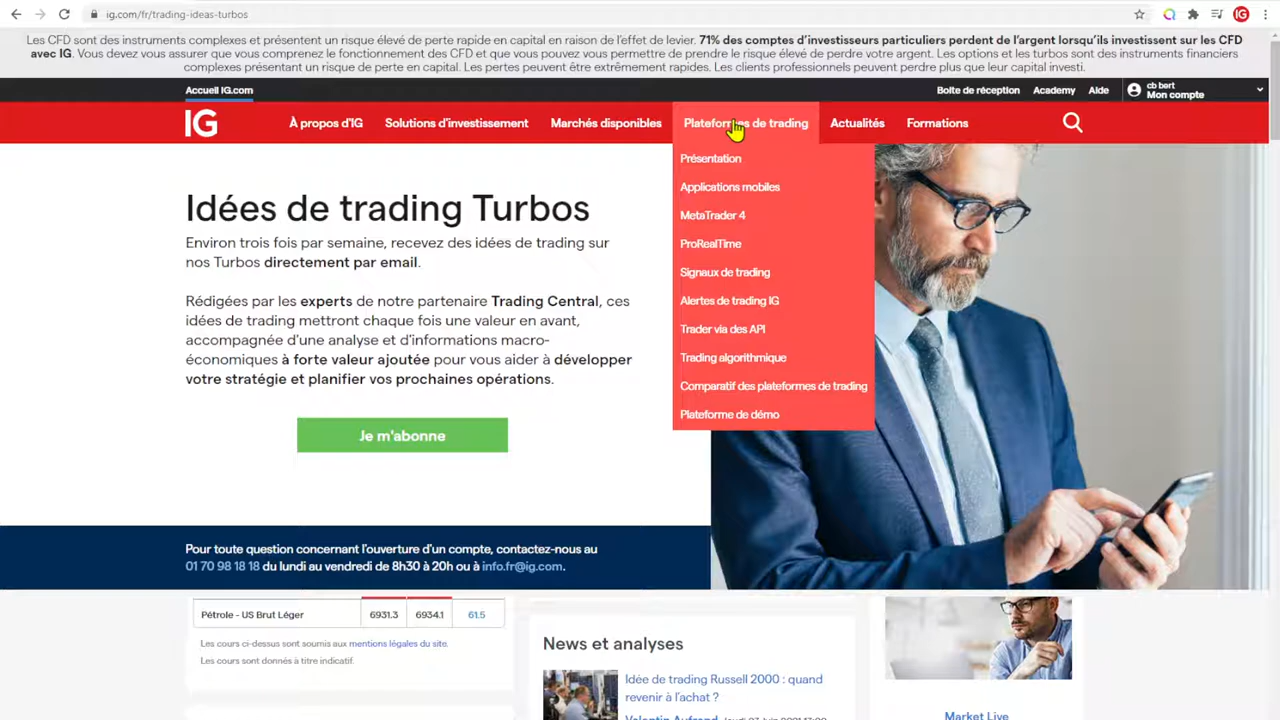 ig.com/fr/trading-ideas-turbos
Les CFD sont des instruments complexes et présentent un risque élevé de perte rapide en capital en raison de l'effet de levier. 71% des comptes d'investisseurs particuliers perdent de l'argent lorsqu'ils investissent sur les CFD
avec IG. Vous devez vous assurer que vous comprenez le fonctionnement des CFD et que vous pouvez vous permettre de prendre le risque élevé de perdre votre argent. Les options et les turbos sont des instruments financiers
complexes présentant un risque de perte en capital. Les pertes peuvent être extrêmement rapides. Les clients professionnels peuvent perdre plus que leur capital investi.
Accueil IG.com
Boîte de réception
Academy
Aide
cb bert
Mon compte
IG
À propos d'IG
Solutions d'investissement
Marchés disponibles
Plateformes de trading
Actualités
Formations
Présentation
Applications mobiles
MetaTrader 4
ProRealTime
Signaux de trading
Alertes de trading IG
Trader via des API
Trading algorithmique
Comparatif des plateformes de trading
Plateforme de démo
Idées de trading Turbos
Environ trois fois par semaine, recevez des idées de trading sur
nos Turbos directement par email.
Rédigées par les experts de notre partenaire Trading Central, ces
idées de trading mettront chaque fois une valeur en avant,
accompagnée d'une analyse et d'informations macro-
économiques à forte valeur ajoutée pour vous aider à développer
votre stratégie et planifier vos prochaines opérations.
Je m'abonne
Pour toute question concernant l'ouverture d'un compte, contactez-nous au
01 70 98 18 18 du lundi au vendredi de 8h30 à 20h ou à info.fr@ig.com.
Pétrole - US Brut Léger 6931.3 6934.1 61.5
Les cours ci-dessus sont soumis aux mentions légales du site.
Les cours sont donnés à titre indicatif.
News et analyses
Idée de trading Russell 2000 : quand
revenir à l'achat ?
Market Live